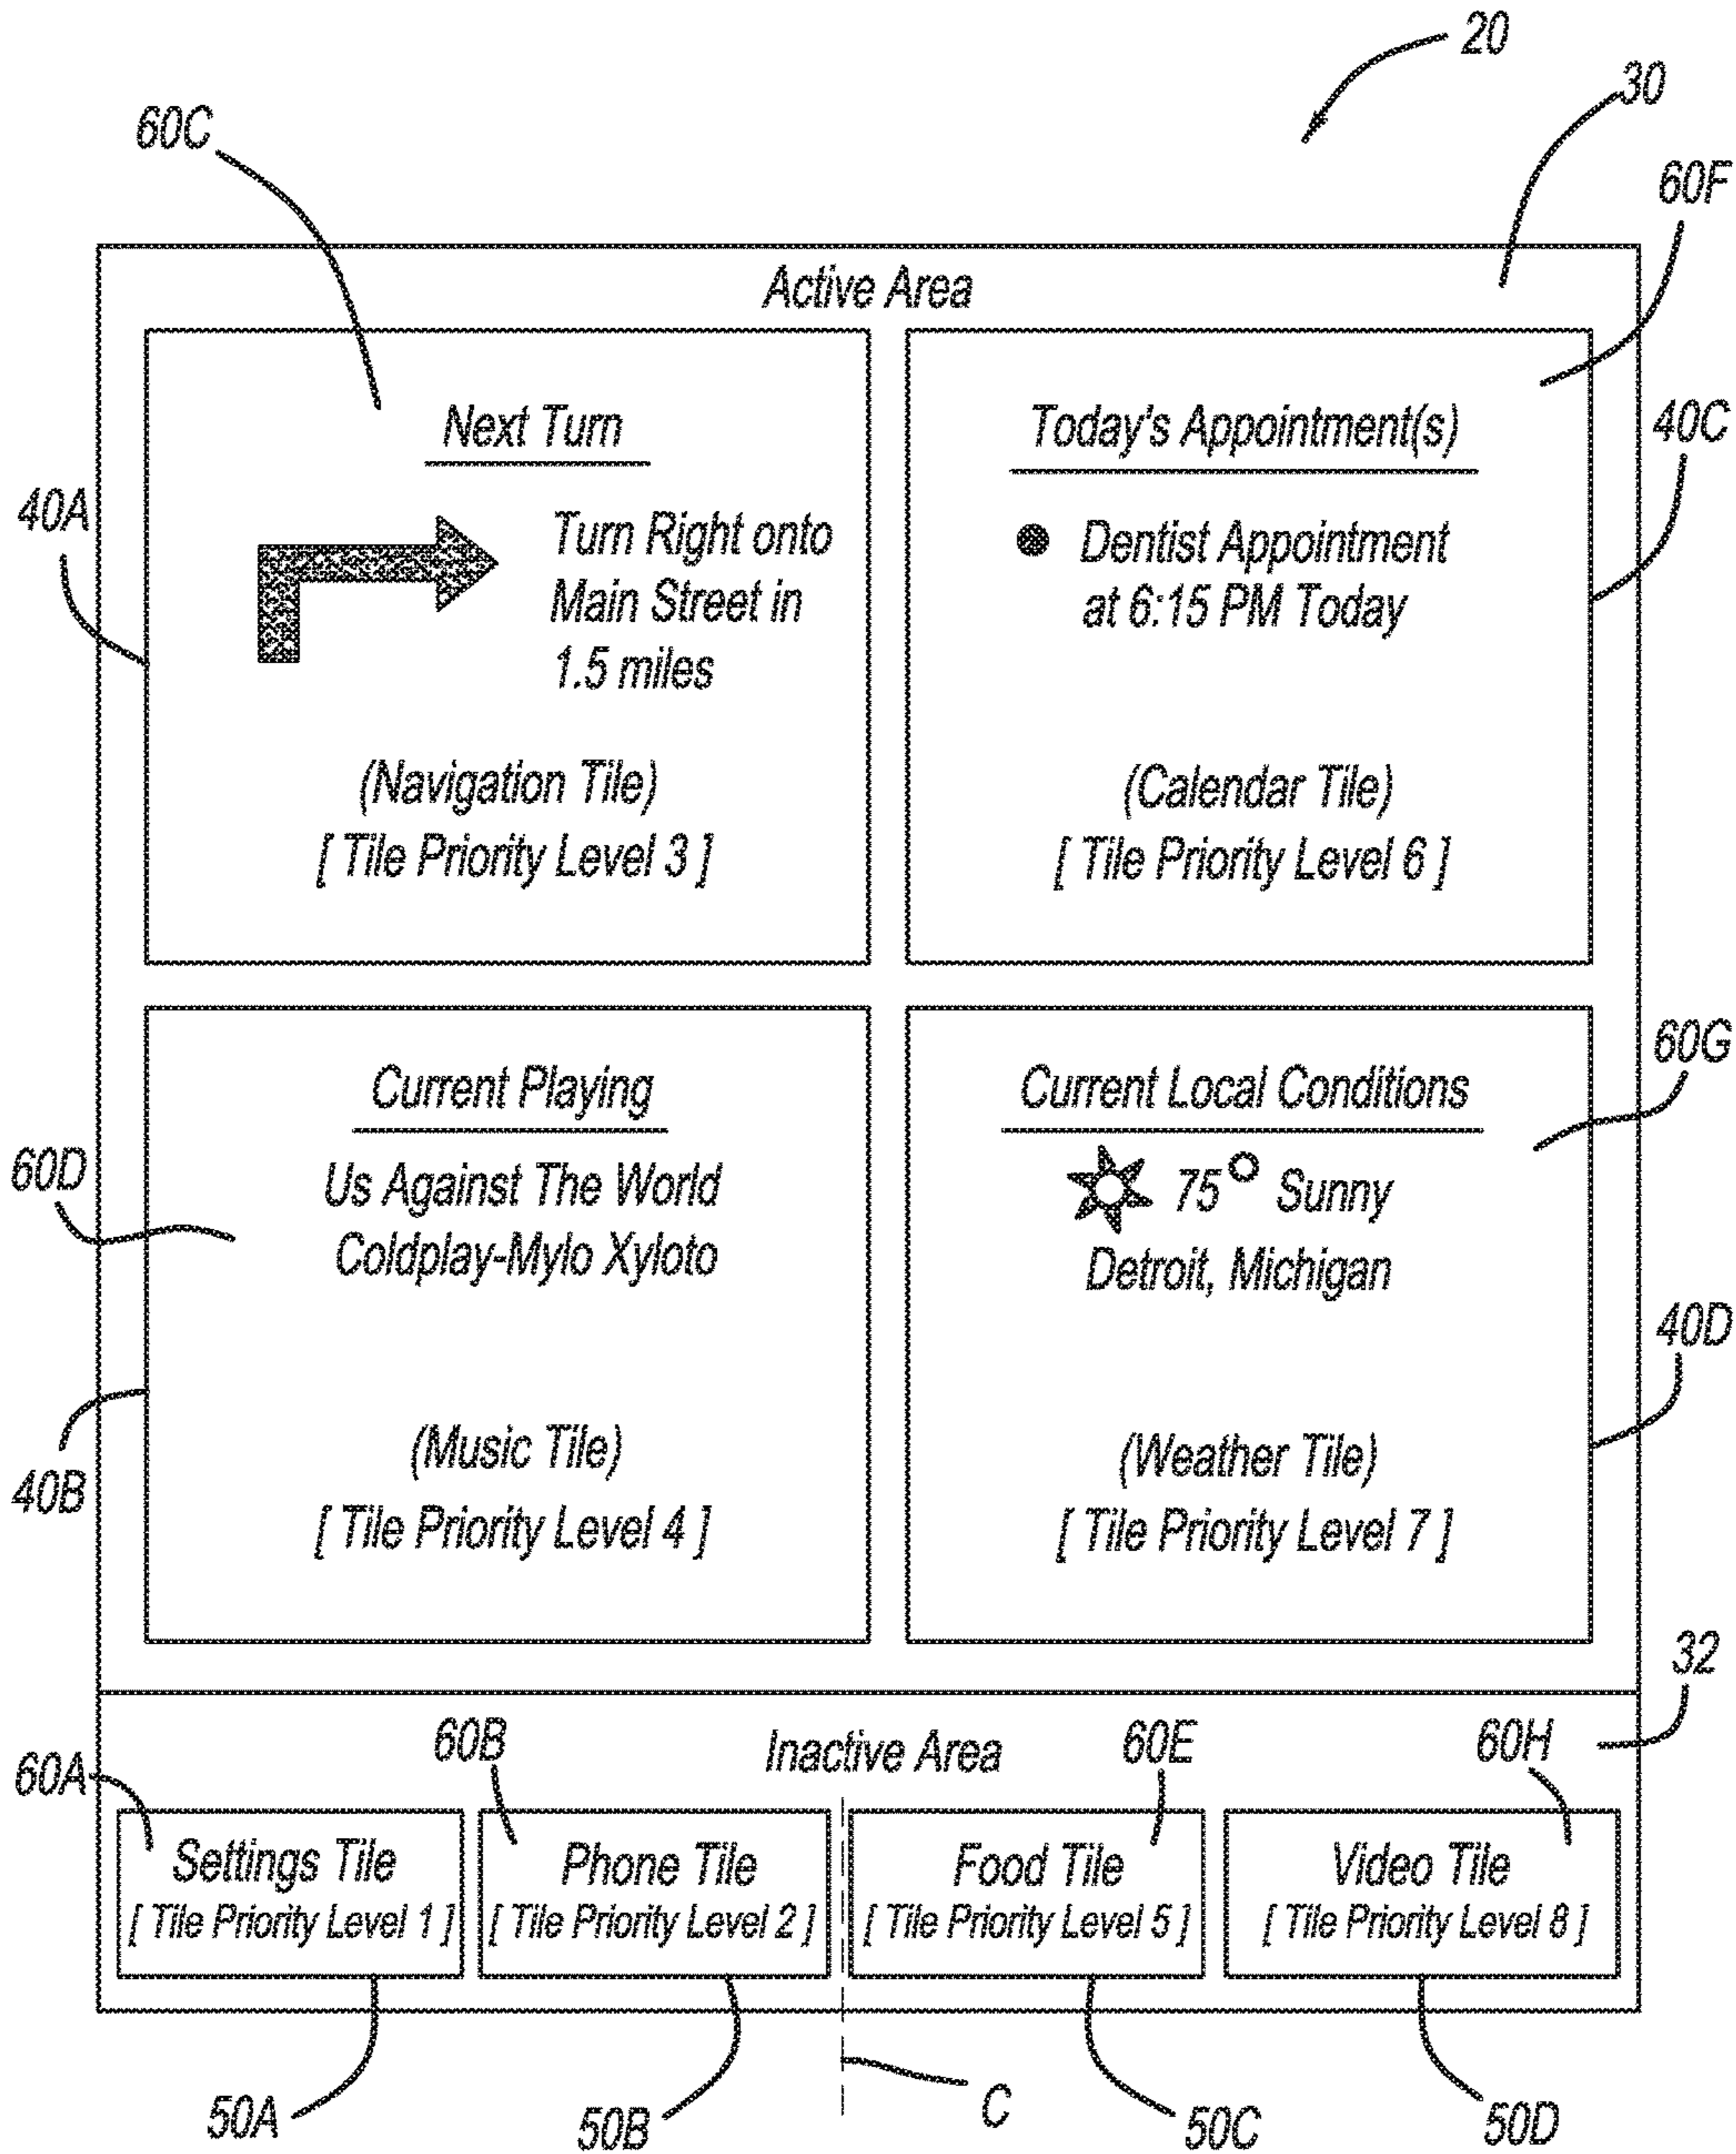 20
30
60C
60F
Active Area
Next Turn
Turn Right onto
Main Street in
1.5 miles
(Navigation Tile)
[ Tile Priority Level 3 ]
40A
Today's Appointment(s)
● Dentist Appointment
at 6:15 PM Today
(Calendar Tile)
[ Tile Priority Level 6 ]
40C
Current Playing
Us Against The World
Coldplay-Mylo Xyloto
(Music Tile)
[ Tile Priority Level 4 ]
60D
40B
Current Local Conditions
75° Sunny
Detroit, Michigan
(Weather Tile)
[ Tile Priority Level 7 ]
60G
40D
32
Inactive Area
60A
60B
60E
60H
Settings Tile
[ Tile Priority Level 1 ]
Phone Tile
[ Tile Priority Level 2 ]
Food Tile
[ Tile Priority Level 5 ]
Video Tile
[ Tile Priority Level 8 ]
50A
50B
C
50C
50D